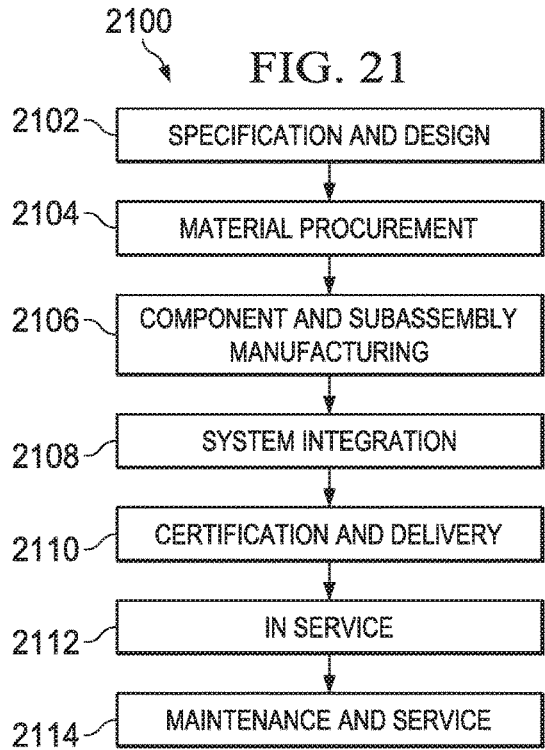 2100
FIG. 21
2102
SPECIFICATION AND DESIGN
2104
MATERIAL PROCUREMENT
2106
COMPONENT AND SUBASSEMBLY
MANUFACTURING
2108
SYSTEM INTEGRATION
2110
CERTIFICATION AND DELIVERY
2112
IN SERVICE
2114
MAINTENANCE AND SERVICE